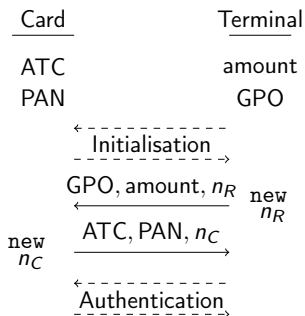 Card Terminal
ATC amount
PAN GPO
Initialisation
GPO, amount, n_R
new
n_R
ATC, PAN, n_C
new
n_C
Authentication